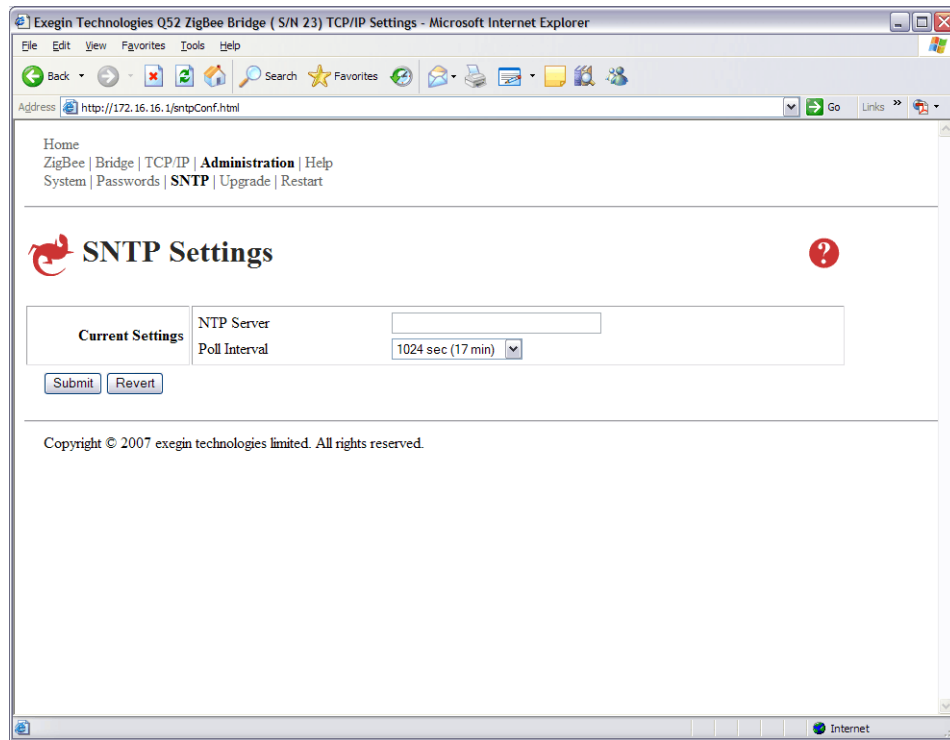 Exegin Technologies Q52 ZigBee Bridge ( S/N 23) TCP/IP Settings - Microsoft Internet Explorer
File Edit View Favorites Tools Help
Back Search Favorites
Address http://172.16.16.1/sntpConf.html Go Links »
Home
ZigBee | Bridge | TCP/IP | Administration | Help
System | Passwords | SNTP | Upgrade | Restart
SNTP Settings ?
Current Settings
NTP Server
Poll Interval 1024 sec (17 min)
Submit Revert
Copyright © 2007 exegin technologies limited. All rights reserved.
Internet